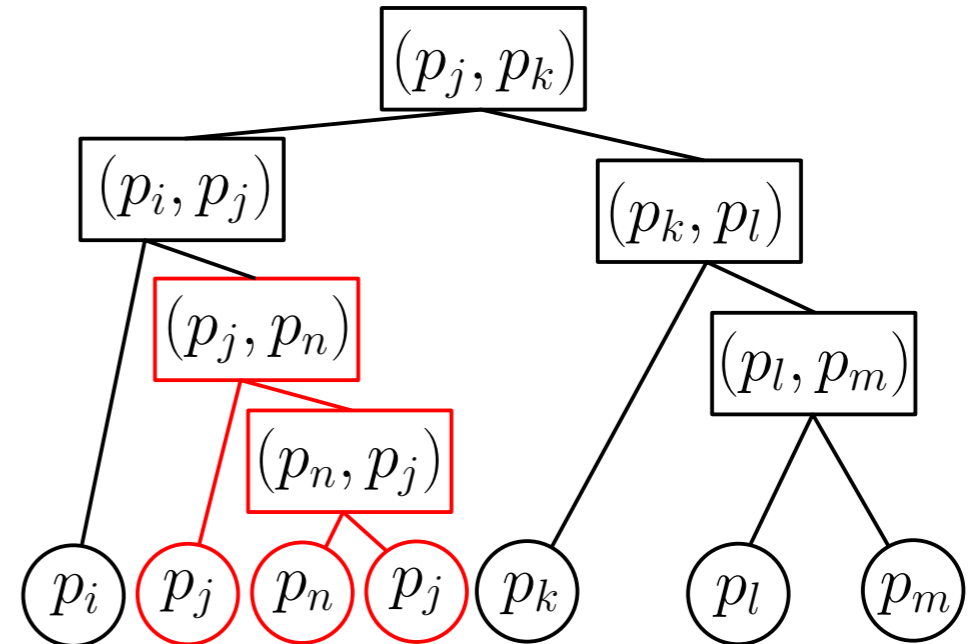 (p_j, p_k)
(p_i, p_j)
(p_k, p_l)
(p_j, p_n)
(p_l, p_m)
(p_n, p_j)
p_i p_j p_n p_j p_k p_l p_m